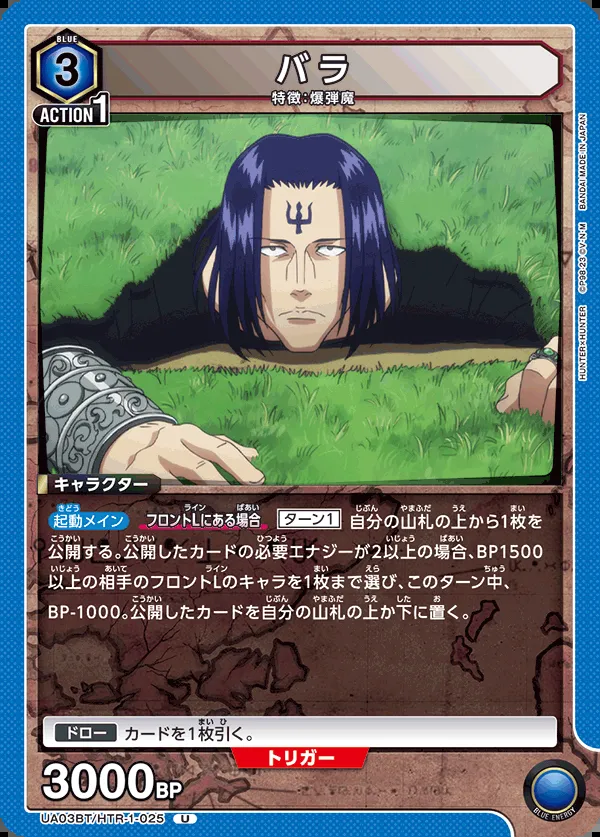 BLUE
3
ACTION1
バラ
特徴:爆弾魔
HUNTER×HUNTER ©P98-23 ©V・N・M BANDAI MADE IN JAPAN
キャラクター
起動メイン フロントLにある場合 ターン1 自分の山札の上から1枚を
公開する。公開したカードの必要エナジーが2以上の場合、BP1500
以上の相手のフロントLのキャラを1枚まで選び、このターン中、
BP-1000。公開したカードを自分の山札の上か下に置く。
ドロー カードを1枚引く。
トリガー
3000BP
UA03BT/HTR-1-025 U
BLUE ENERGY